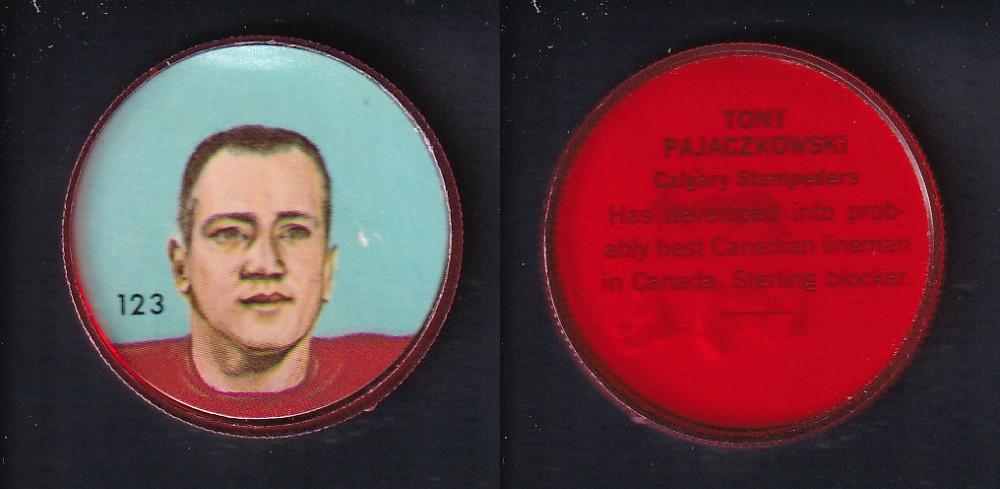 123
TONY
PAJACZKOWSKI
Calgary Stampeders
Has developed into prob-
ably best Canadian lineman
in Canada. Sterling blocker.